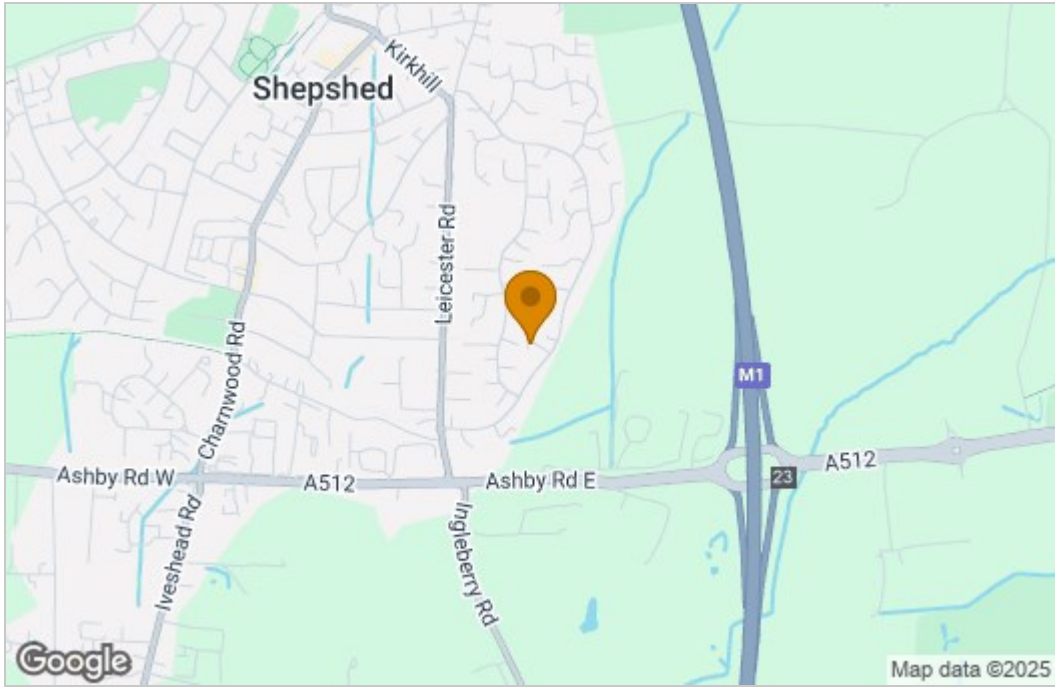 Kirkhill
Shepshed
Leicester Rd
Charnwood Rd
M1
Ashby Rd W
A512
Ashby Rd E
23
A512
Iveshead Rd
Ingleberry Rd
Google
Map data ©2025